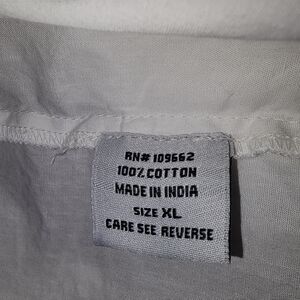 RN# 109662
100% COTTON
MADE IN INDIA
SIZE XL
CARE SEE REVERSE